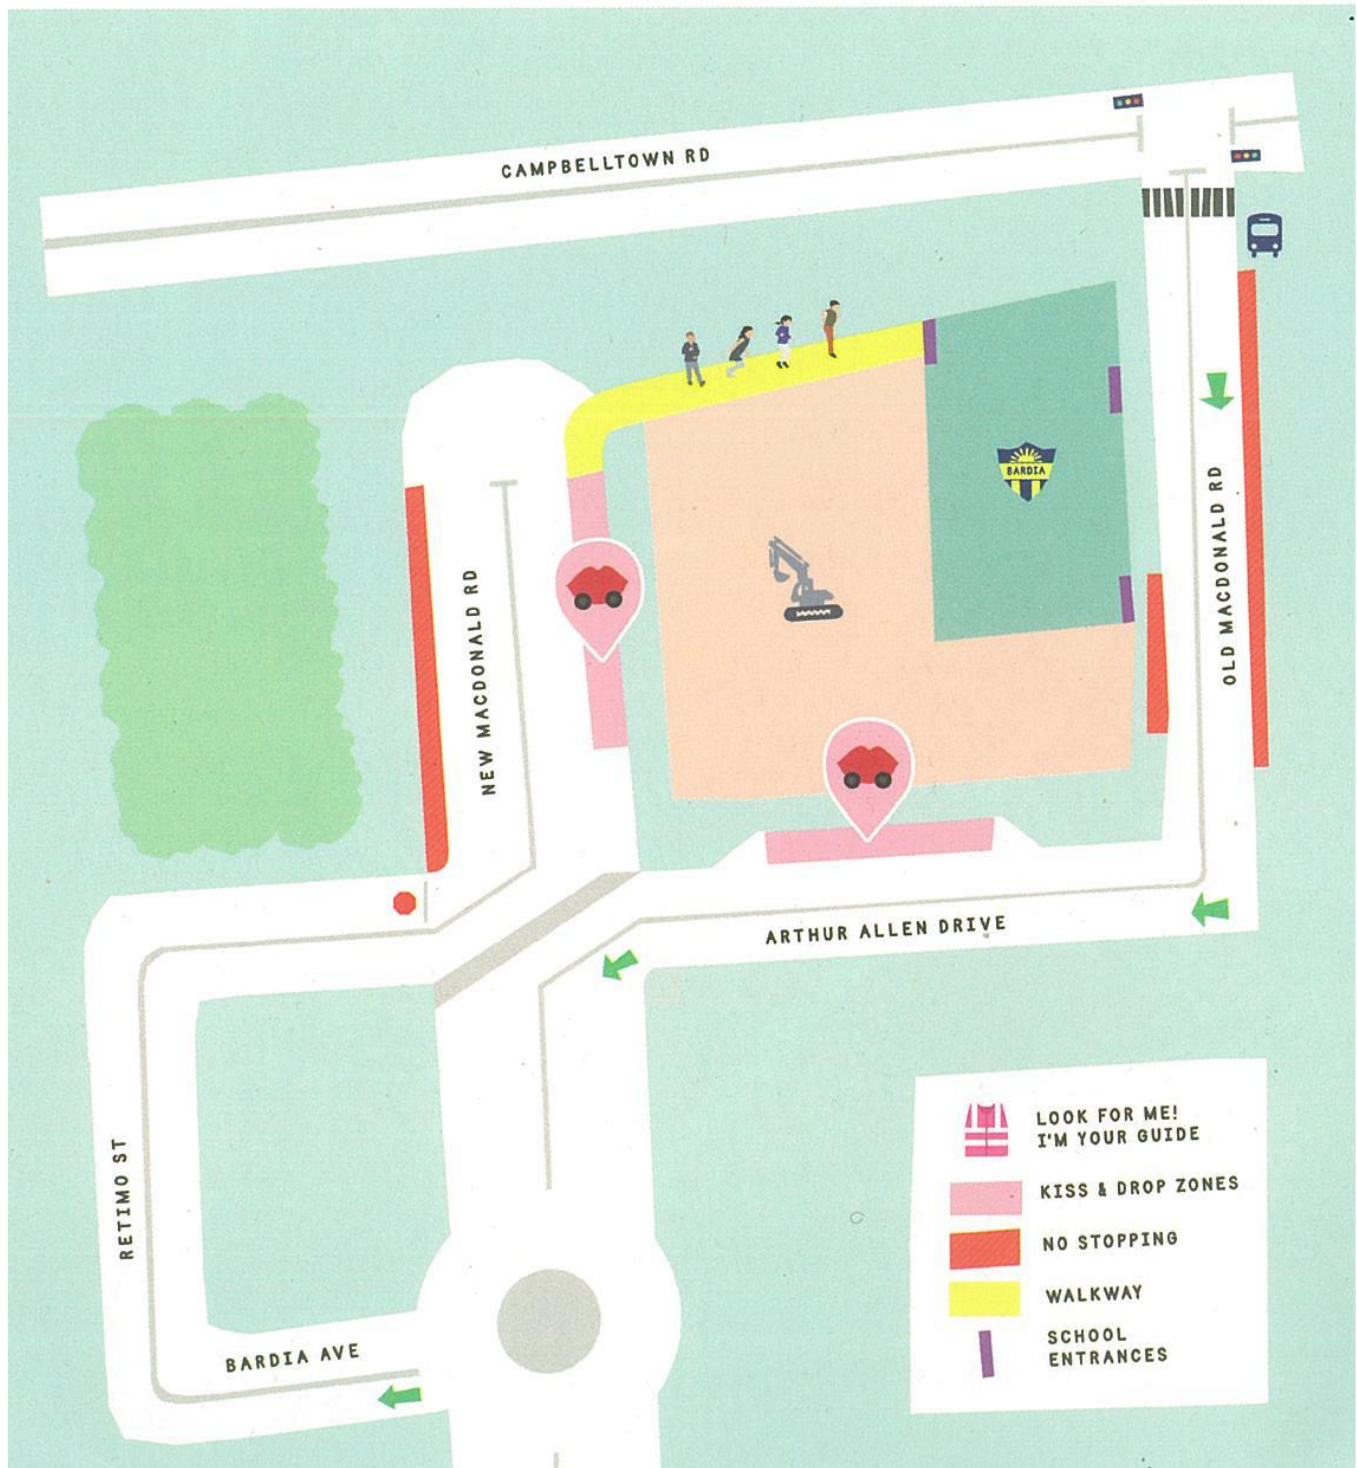 CAMPBELLTOWN RD
BARDIA
OLD MACDONALD RD
NEW MACDONALD RD
ARTHUR ALLEN DRIVE
RETIMO ST
BARDIA AVE
LOOK FOR ME!
I'M YOUR GUIDE
KISS & DROP ZONES
NO STOPPING
WALKWAY
SCHOOL
ENTRANCES